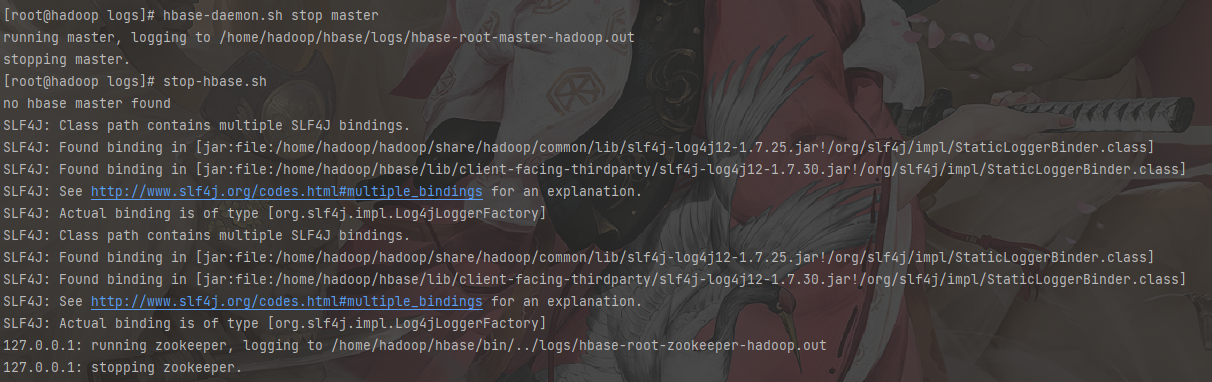 [root@hadoop logs]# hbase-daemon.sh stop master
running master, logging to /home/hadoop/hbase/logs/hbase-root-master-hadoop.out
stopping master.
[root@hadoop logs]# stop-hbase.sh
no hbase master found
SLF4J: Class path contains multiple SLF4J bindings.
SLF4J: Found binding in [jar:file:/home/hadoop/hadoop/share/hadoop/common/lib/slf4j-log4j12-1.7.25.jar!/org/slf4j/impl/StaticLoggerBinder.class]
SLF4J: Found binding in [jar:file:/home/hadoop/hbase/lib/client-facing-thirdparty/slf4j-log4j12-1.7.30.jar!/org/slf4j/impl/StaticLoggerBinder.class]
SLF4J: See http://www.slf4j.org/codes.html#multiple_bindings for an explanation.
SLF4J: Actual binding is of type [org.slf4j.impl.Log4jLoggerFactory]
SLF4J: Class path contains multiple SLF4J bindings.
SLF4J: Found binding in [jar:file:/home/hadoop/hadoop/share/hadoop/common/lib/slf4j-log4j12-1.7.25.jar!/org/slf4j/impl/StaticLoggerBinder.class]
SLF4J: Found binding in [jar:file:/home/hadoop/hbase/lib/client-facing-thirdparty/slf4j-log4j12-1.7.30.jar!/org/slf4j/impl/StaticLoggerBinder.class]
SLF4J: See http://www.slf4j.org/codes.html#multiple_bindings for an explanation.
SLF4J: Actual binding is of type [org.slf4j.impl.Log4jLoggerFactory]
127.0.0.1: running zookeeper, logging to /home/hadoop/hbase/bin/../logs/hbase-root-zookeeper-hadoop.out
127.0.0.1: stopping zookeeper.